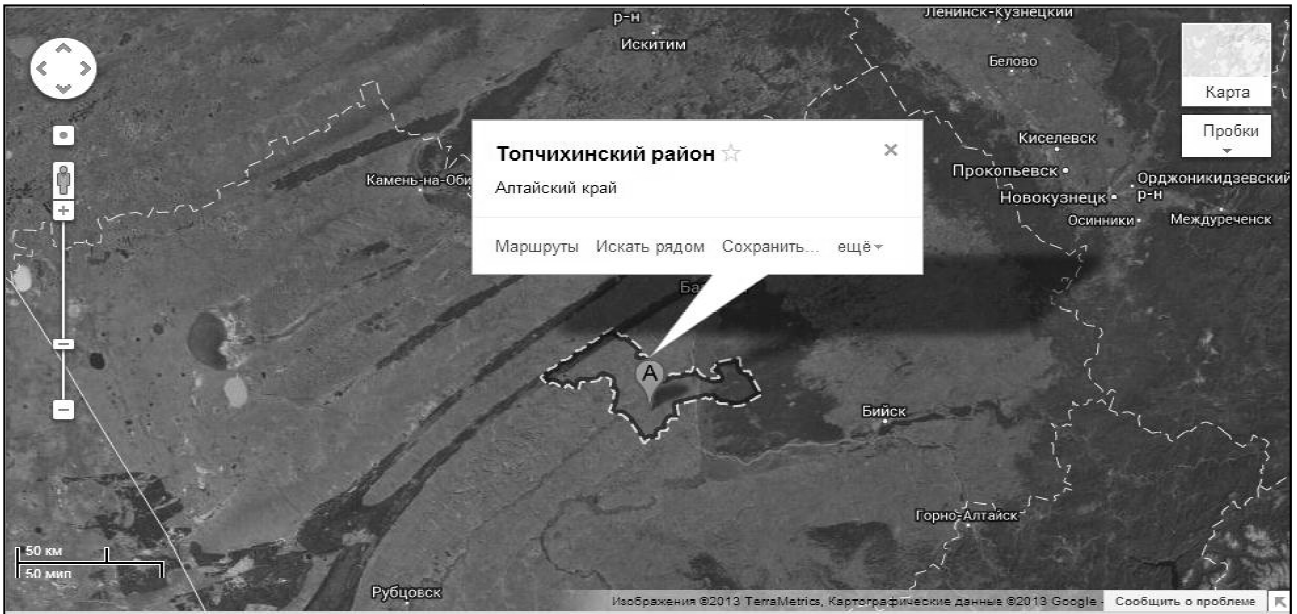 р-н
Искитим
Ленинск-Кузнецкий
Белово
Карта
Пробки
Киселевск
Прокопьевск
Орджоникидзевский
р-н
Новокузнецк
Осинники
Междуреченск
Камень-на-Оби
Топчихинский район
Алтайский край
Маршруты Искать рядом Сохранить... ещё
A
Бийск
Горно-Алтайск
Рубцовск
50 км
50 мил
Изображения ©2013 TerraMetrics, Картографические данные ©2013 Google - Сообщить о проблеме